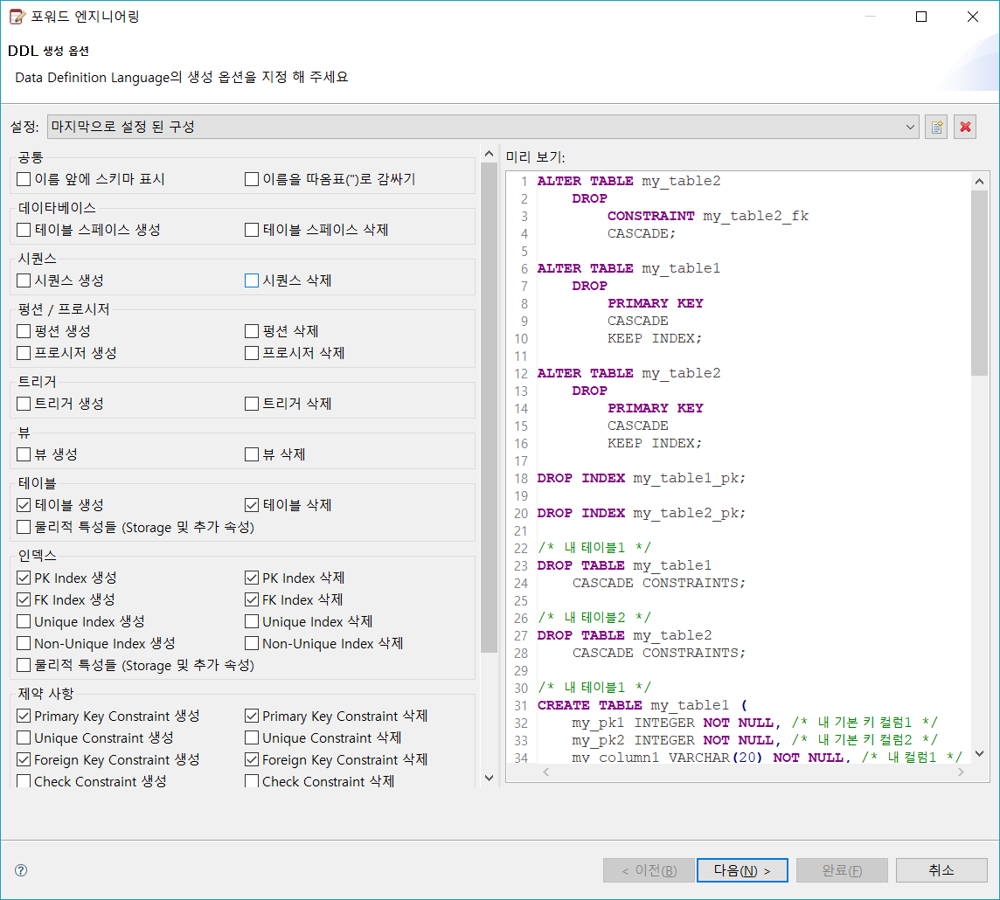 포워드 엔지니어링
DDL 생성 옵션
Data Definition Language의 생성 옵션을 지정 해 주세요
설정: 마지막으로 설정 된 구성
공통
이름 앞에 스키마 표시 이름을 따옴표(")로 감싸기
데이타베이스
테이블 스페이스 생성 테이블 스페이스 삭제
시퀀스
시퀀스 생성 시퀀스 삭제
펑션 / 프로시저
펑션 생성 펑션 삭제
프로시저 생성 프로시저 삭제
트리거
트리거 생성 트리거 삭제
뷰
뷰 생성 뷰 삭제
테이블
테이블 생성 테이블 삭제
물리적 특성들 (Storage 및 추가 속성)
인덱스
PK Index 생성 PK Index 삭제
FK Index 생성 FK Index 삭제
Unique Index 생성 Unique Index 삭제
Non-Unique Index 생성 Non-Unique Index 삭제
물리적 특성들 (Storage 및 추가 속성)
제약 사항
Primary Key Constraint 생성 Primary Key Constraint 삭제
Unique Constraint 생성 Unique Constraint 삭제
Foreign Key Constraint 생성 Foreign Key Constraint 삭제
Check Constraint 생성 Check Constraint 삭제
미리 보기:
1 ALTER TABLE my_table2
2 DROP
3 CONSTRAINT my_table2_fk
4 CASCADE;
5
6 ALTER TABLE my_table1
7 DROP
8 PRIMARY KEY
9 CASCADE
10 KEEP INDEX;
11
12 ALTER TABLE my_table2
13 DROP
14 PRIMARY KEY
15 CASCADE
16 KEEP INDEX;
17
18 DROP INDEX my_table1_pk;
19
20 DROP INDEX my_table2_pk;
21
22 /* 내 테이블1 */
23 DROP TABLE my_table1
24 CASCADE CONSTRAINTS;
25
26 /* 내 테이블2 */
27 DROP TABLE my_table2
28 CASCADE CONSTRAINTS;
29
30 /* 내 테이블1 */
31 CREATE TABLE my_table1 (
32 my_pk1 INTEGER NOT NULL, /* 내 기본 키 컬럼1 */
33 my_pk2 INTEGER NOT NULL, /* 내 기본 키 컬럼2 */
34 my_column1 VARCHAR(20) NOT NULL, /* 내 컬럼1 */
< 이전(B) 다음(N) > 완료(F) 취소